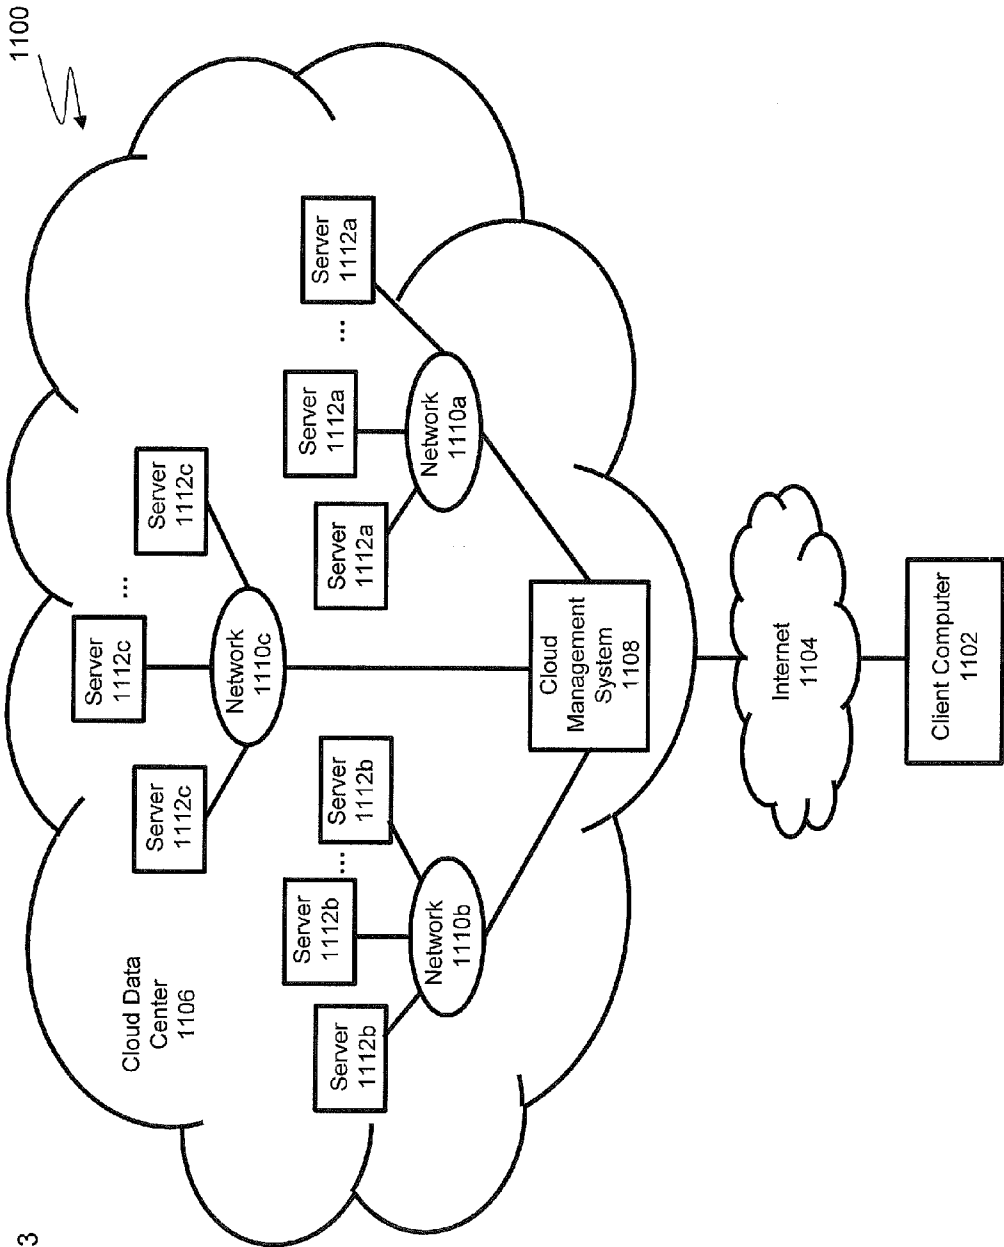 3
1100
Cloud Data
Center
1106
Server
1112c
Server
1112c
...
Server
1112c
Network
1110c
Server
1112b
Server
1112b
...
Server
1112b
Network
1110b
Server
1112a
Server
1112a
...
Server
1112a
Network
1110a
Cloud
Management
System
1108
Internet
1104
Client Computer
1102